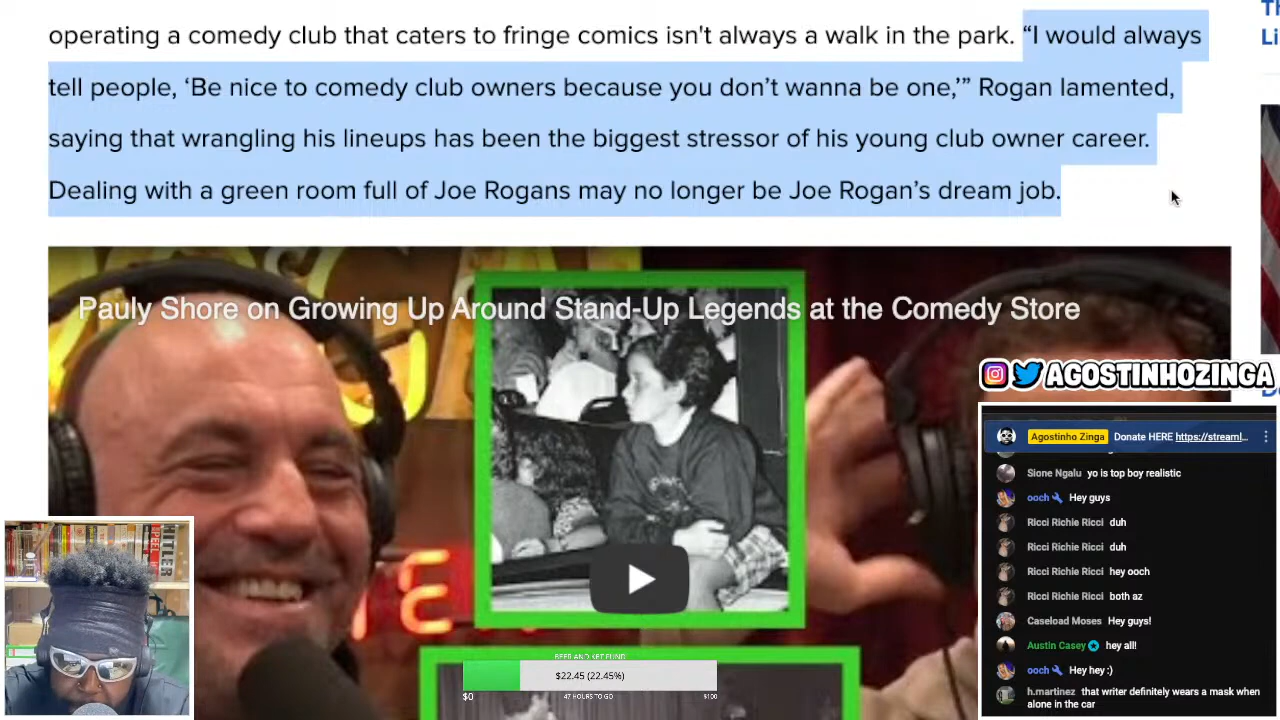 operating a comedy club that caters to fringe comics isn't always a walk in the park. “I would always
tell people, ‘Be nice to comedy club owners because you don’t wanna be one,’” Rogan lamented,
saying that wrangling his lineups has been the biggest stressor of his young club owner career.
Dealing with a green room full of Joe Rogans may no longer be Joe Rogan’s dream job.
Pauly Shore on Growing Up Around Stand-Up Legends at the Comedy Store
AGOSTINHOZINGA
Agostinho Zinga Donate HERE https://streaml...
Sione Ngalu yo is top boy realistic
ooch Hey guys
Ricci Richie Ricci duh
Ricci Richie Ricci duh
Ricci Richie Ricci hey ooch
Ricci Richie Ricci both az
Caseload Moses Hey guys!
Austin Casey hey all!
ooch Hey hey :)
h.martinez that writer definitely wears a mask when
alone in the car
$22.45 (22.45%)
$0
47 HOURS TO GO
$100